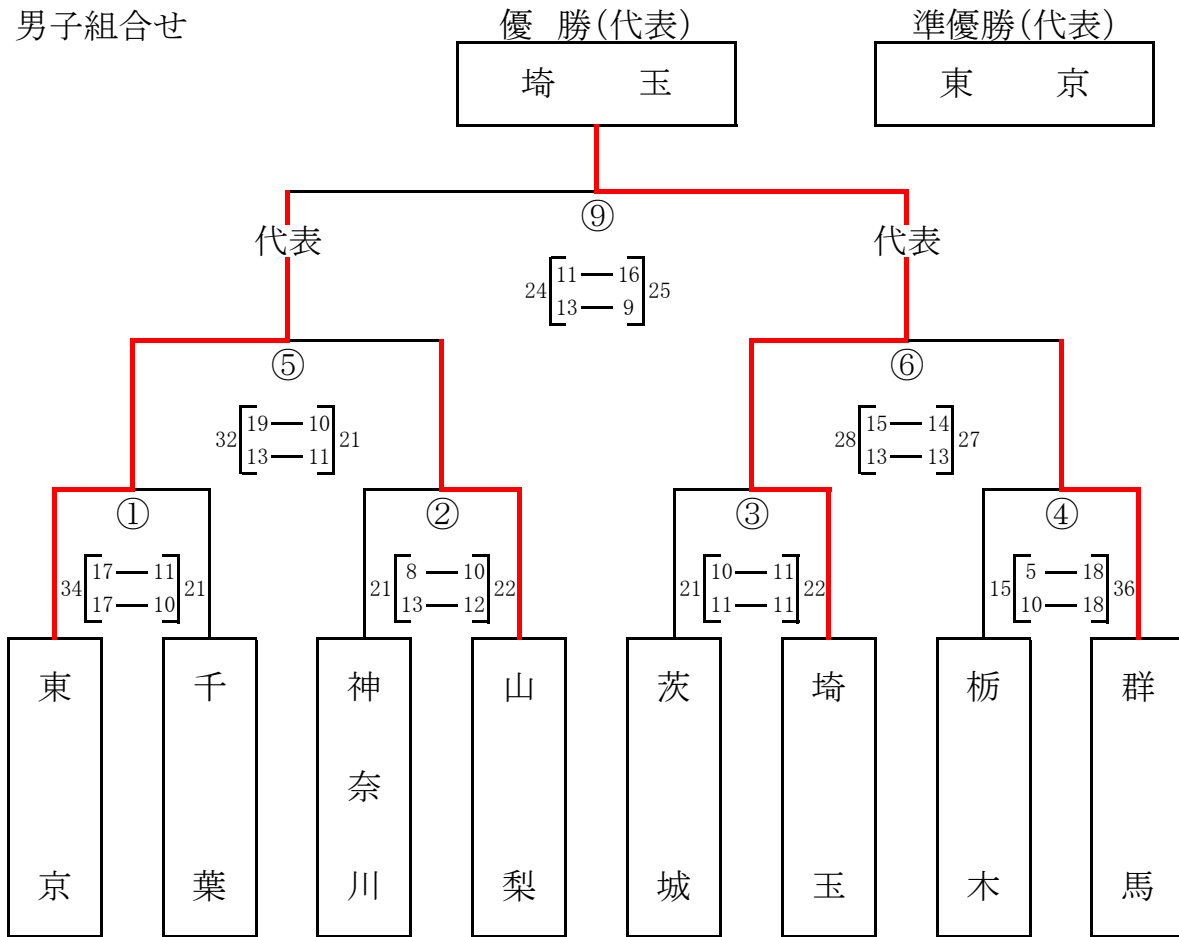 男子組合せ
優 勝(代表)
準優勝(代表)
埼 玉
東 京
⑨
代表
代表
24 11 — 16 25
13 — 9
⑤
⑥
32 19 — 10 21
13 — 11
28 15 — 14 27
13 — 13
①
②
③
④
34 17 — 11 21
17 — 10
21 8 — 10 22
13 — 12
21 10 — 11 22
11 — 11
15 5 — 18 36
10 — 18
東京
千葉
神奈川
山梨
茨城
埼玉
栃木
群馬